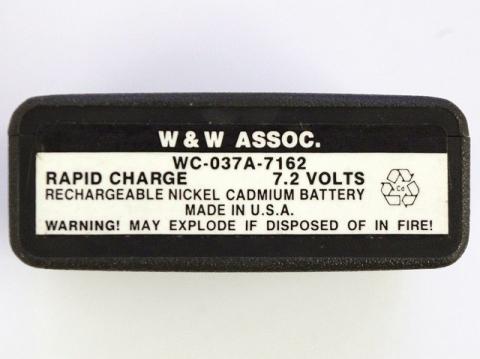 W & W ASSOC.
WC-037A-7162
RAPID CHARGE 7.2 VOLTS
RECHARGEABLE NICKEL CADMIUM BATTERY
Cd
MADE IN U.S.A.
WARNING! MAY EXPLODE IF DISPOSED OF IN FIRE!